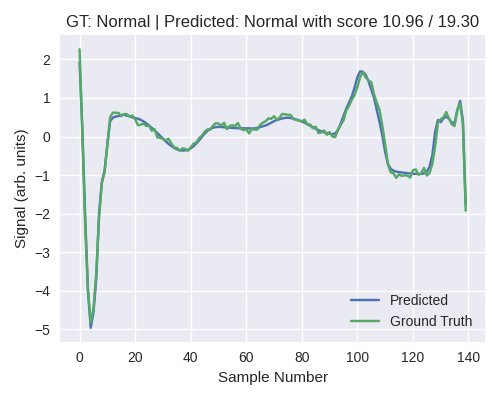 GT: Normal | Predicted: Normal with score 10.96 / 19.30
2
1
0
−1
−2
−3
−4
−5
Signal (arb. units)
Predicted
Ground Truth
0 20 40 60 80 100 120 140
Sample Number